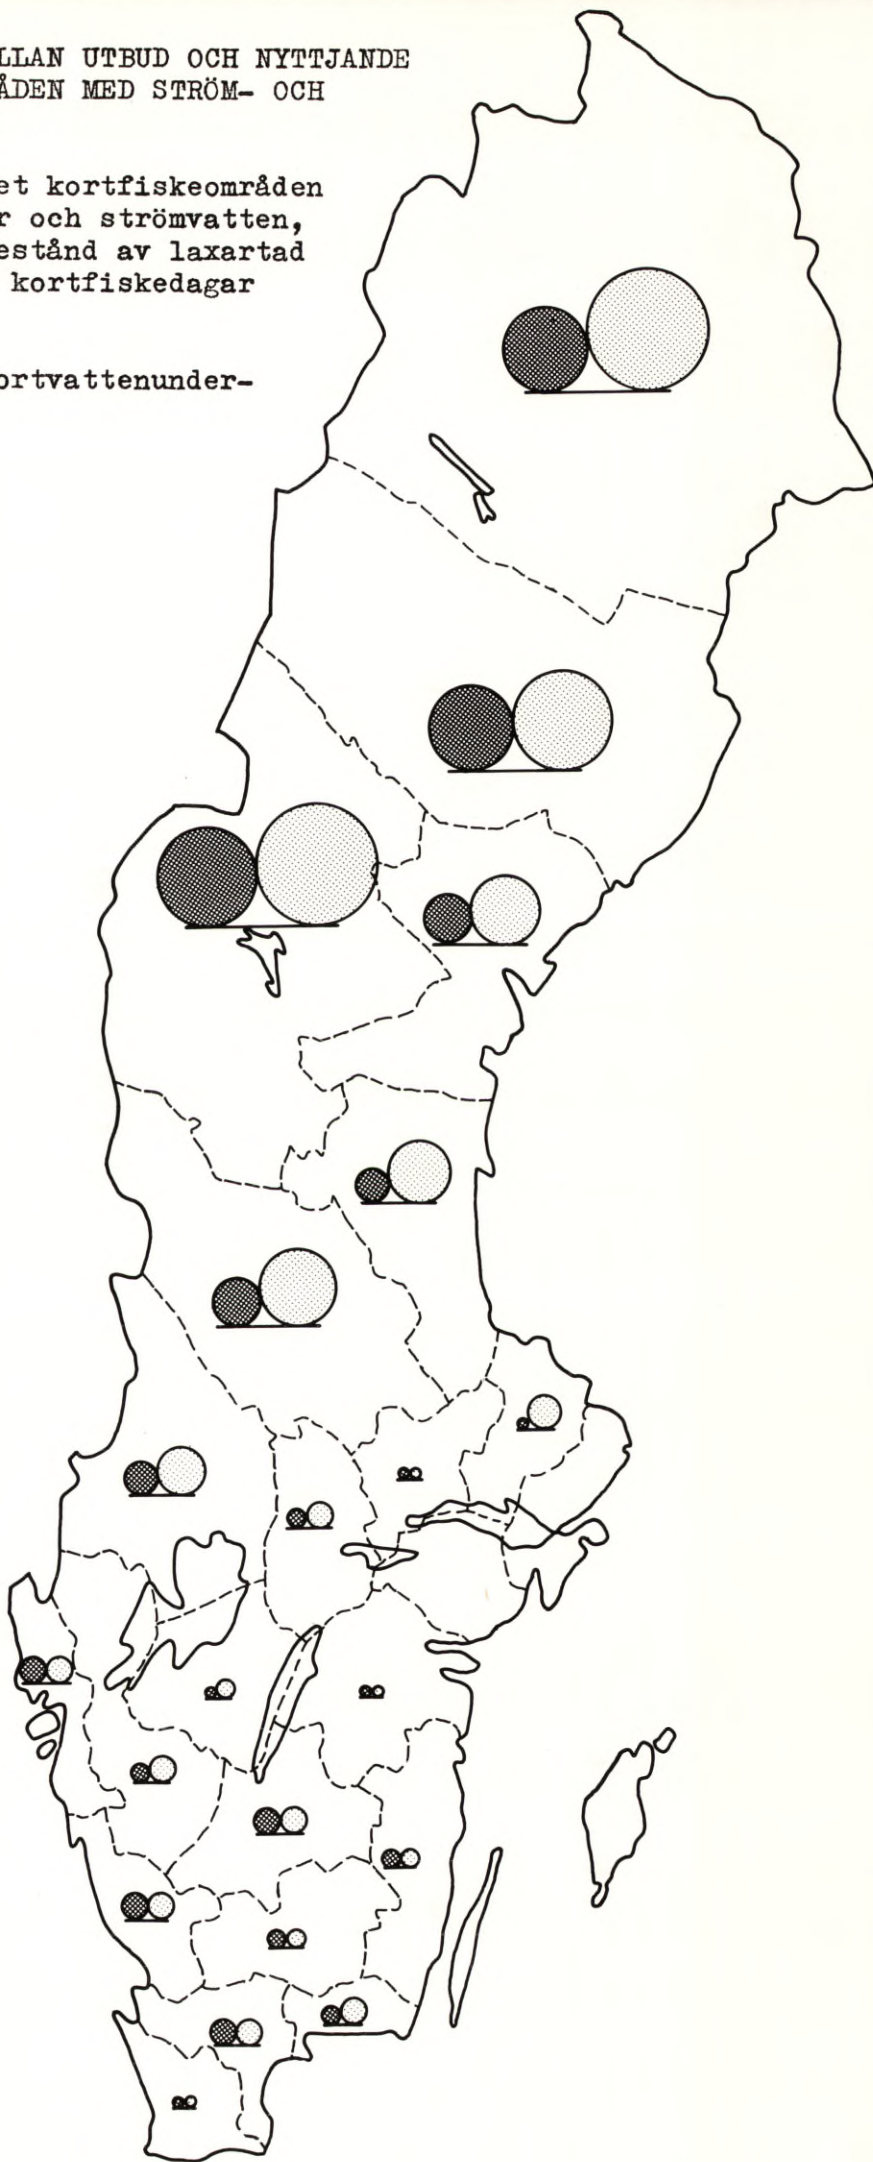 LLAN UTBUD OCH NYTTJANDE
ÅDEN MED STRÖM- OCH
et kortfiskeområden
r och strömvatten,
estånd av laxartad
kortfiskedagar
ortvattenunder-